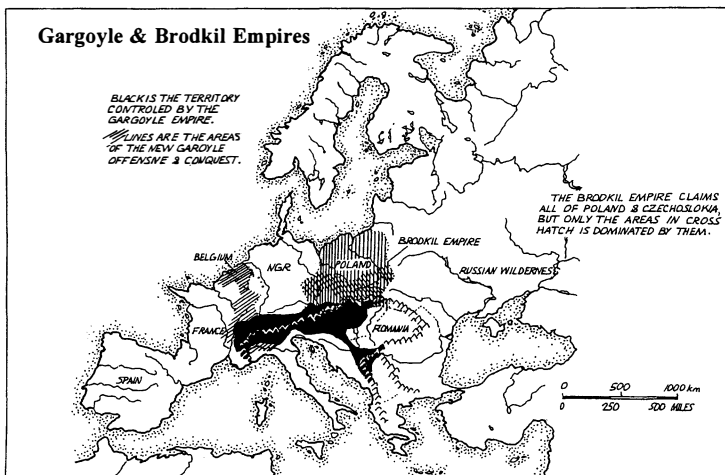 Gargoyle & Brodkil Empires
BLACK IS THE TERRITORY
CONTROLED BY THE
GARGOYLE EMPIRE.
LINES ARE THE AREAS
OF THE NEW GAROYLE
OFFENSIVE & CONQUEST.
THE BRODKIL EMPIRE CLAIMS
ALL OF POLAND & CZECHOSLOKIA,
BUT ONLY THE AREAS IN CROSS
HATCH IS DOMINATED BY THEM.
BRODKIL EMPIRE
BELGIUM
N.G.R.
POLAND
RUSSIAN WILDERNESS
FRANCE
ROMANIA
SPAIN
0 500 1000 km
0 250 500 MILES